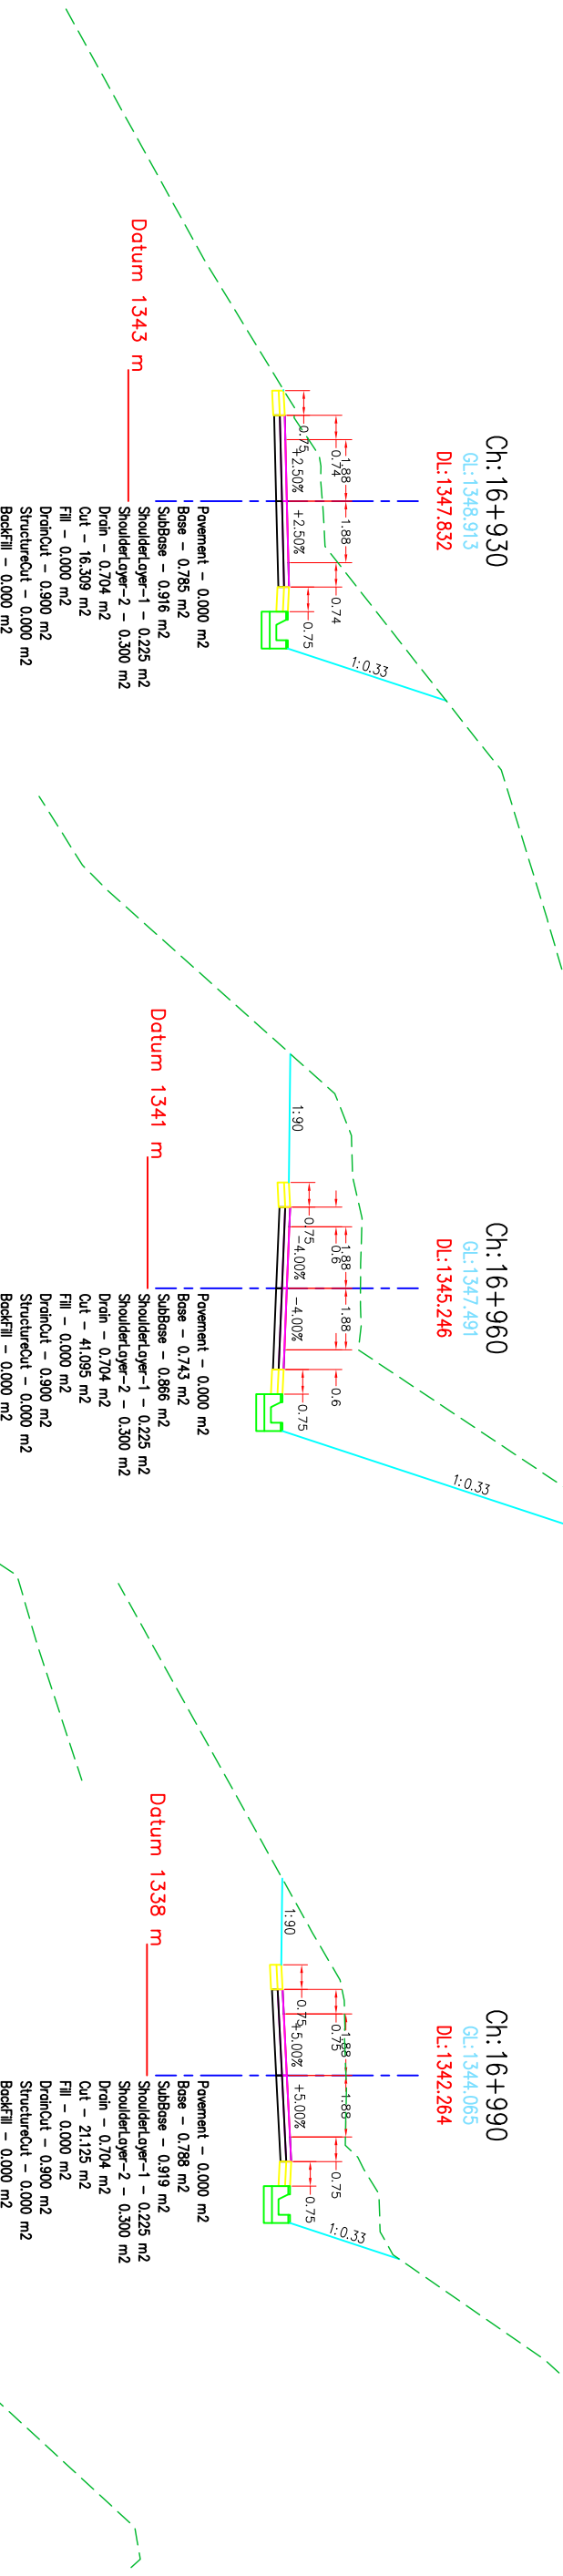 Ch: 16+930
GL:1348.913
DL:1347.832
1.88
1.88
0.74
0.74
0.75
0.75
+2.50%
+2.50%
1:0.33
Datum 1343 m
Pavement - 0.000 m2
Base - 0.785 m2
SubBase - 0.916 m2
ShoulderLayer-1 - 0.225 m2
ShoulderLayer-2 - 0.300 m2
Drain - 0.704 m2
Cut - 16.309 m2
Fill - 0.000 m2
DrainCut - 0.900 m2
StructureCut - 0.000 m2
BackFill - 0.000 m2
Ch: 16+960
GL:1347.491
DL:1345.246
1.88
1.88
0.6
0.6
0.75
0.75
-4.00%
-4.00%
1:90
1:0.33
Datum 1341 m
Pavement - 0.000 m2
Base - 0.743 m2
SubBase - 0.866 m2
ShoulderLayer-1 - 0.225 m2
ShoulderLayer-2 - 0.300 m2
Drain - 0.704 m2
Cut - 41.095 m2
Fill - 0.000 m2
DrainCut - 0.900 m2
StructureCut - 0.000 m2
BackFill - 0.000 m2
Ch: 16+990
GL:1344.065
DL:1342.264
1.88
1.88
0.75
0.75
0.75
0.75
+5.00%
+5.00%
1:90
1:0.33
Datum 1338 m
Pavement - 0.000 m2
Base - 0.788 m2
SubBase - 0.919 m2
ShoulderLayer-1 - 0.225 m2
ShoulderLayer-2 - 0.300 m2
Drain - 0.704 m2
Cut - 21.125 m2
Fill - 0.000 m2
DrainCut - 0.900 m2
StructureCut - 0.000 m2
BackFill - 0.000 m2